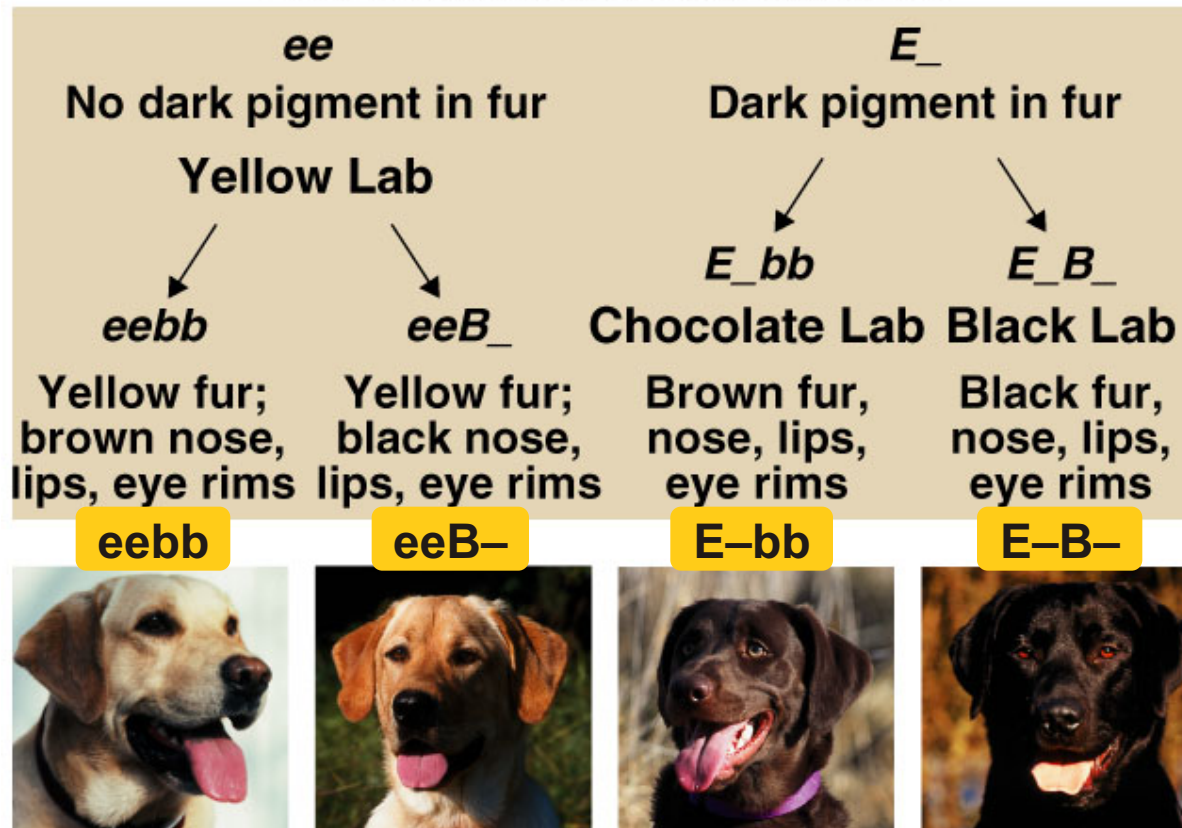 ee
No dark pigment in fur
Yellow Lab
eebb
Yellow fur;
brown nose,
lips, eye rims
eeB_
Yellow fur;
black nose,
lips, eye rims
E_
Dark pigment in fur
E_bb
Chocolate Lab
Brown fur,
nose, lips,
eye rims
E_B_
Black Lab
Black fur,
nose, lips,
eye rims
eebb
eeB–
E–bb
E–B–